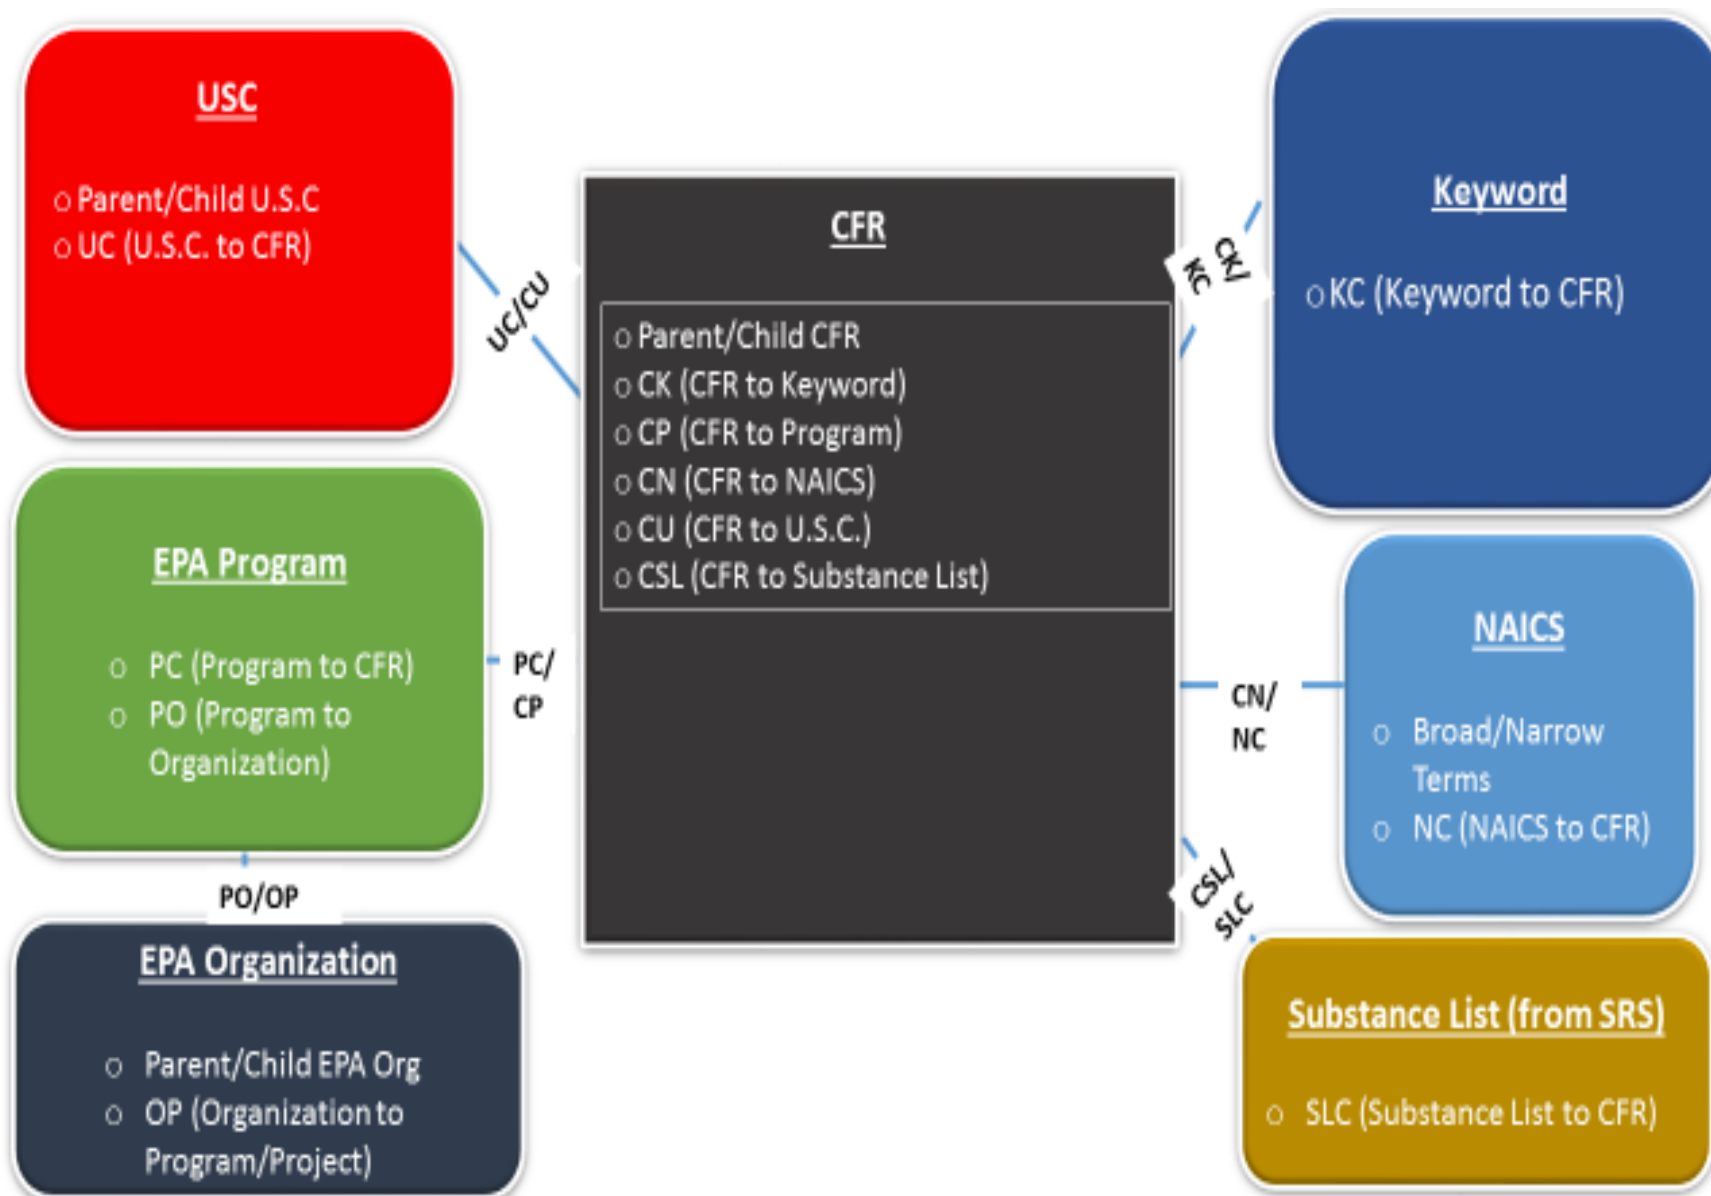 USC
o Parent/Child U.S.C
o UC (U.S.C. to CFR)
UC/CU
EPA Program
o PC (Program to CFR)
o PO (Program to
Organization)
PC/
CP
PO/OP
EPA Organization
o Parent/Child EPA Org
o OP (Organization to
Program/Project)
CFR
o Parent/Child CFR
o CK (CFR to Keyword)
o CP (CFR to Program)
o CN (CFR to NAICS)
o CU (CFR to U.S.C.)
o CSL (CFR to Substance List)
CK/
KC
Keyword
o KC (Keyword to CFR)
CN/
NC
NAICS
o Broad/Narrow
Terms
o NC (NAICS to CFR)
CSL/
SLC
Substance List (from SRS)
o SLC (Substance List to CFR)